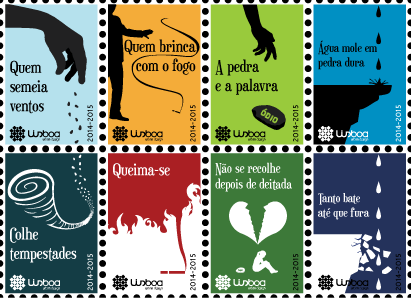 Quem
semeia
ventos
Lisboa
2014-2015
Quem brinca
com o fogo
Lisboa
2014-2015
A pedra
e a palavra
Lisboa
2014-2015
Água mole em
pedra dura
Lisboa
2014-2015
Colhe
tempestades
Lisboa
2014-2015
Queima-se
Lisboa
2014-2015
Não se recolhe
depois de deitada
Lisboa
2014-2015
Tanto bate
até que fura
Lisboa
2014-2015